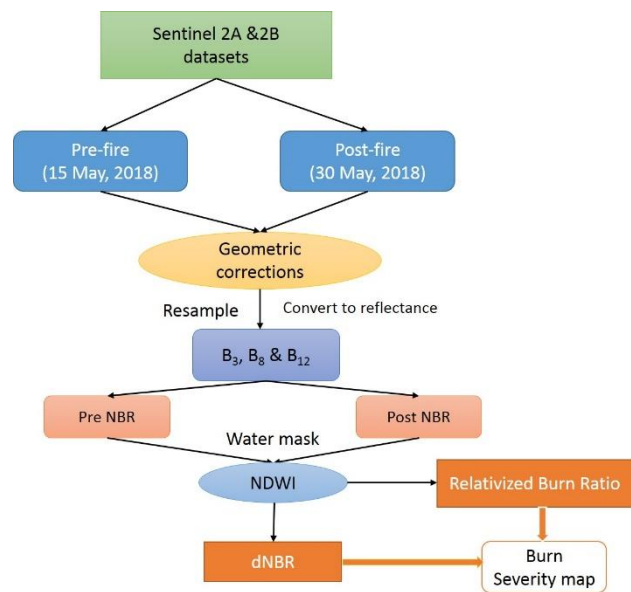 Sentinel 2A &2B
datasets
Pre-fire
(15 May, 2018)
Post-fire
(30 May, 2018)
Geometric
corrections
Resample
Convert to reflectance
B3, B8 & B12
Pre NBR
Post NBR
Water mask
NDWI
Relativized Burn Ratio
dNBR
Burn
Severity map